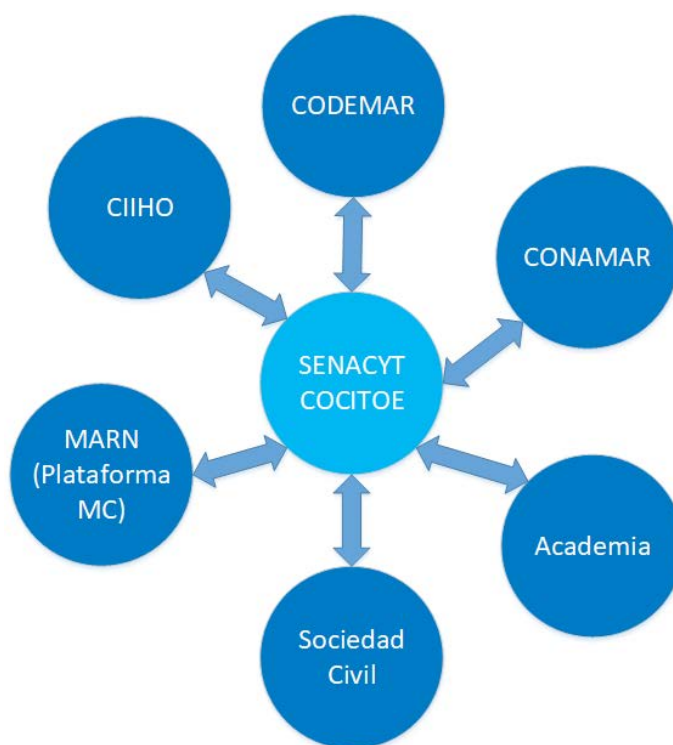 CODEMAR
CIIHO
CONAMAR
SENACYT
COCITOE
MARN
(Plataforma
MC)
Academia
Sociedad
Civil